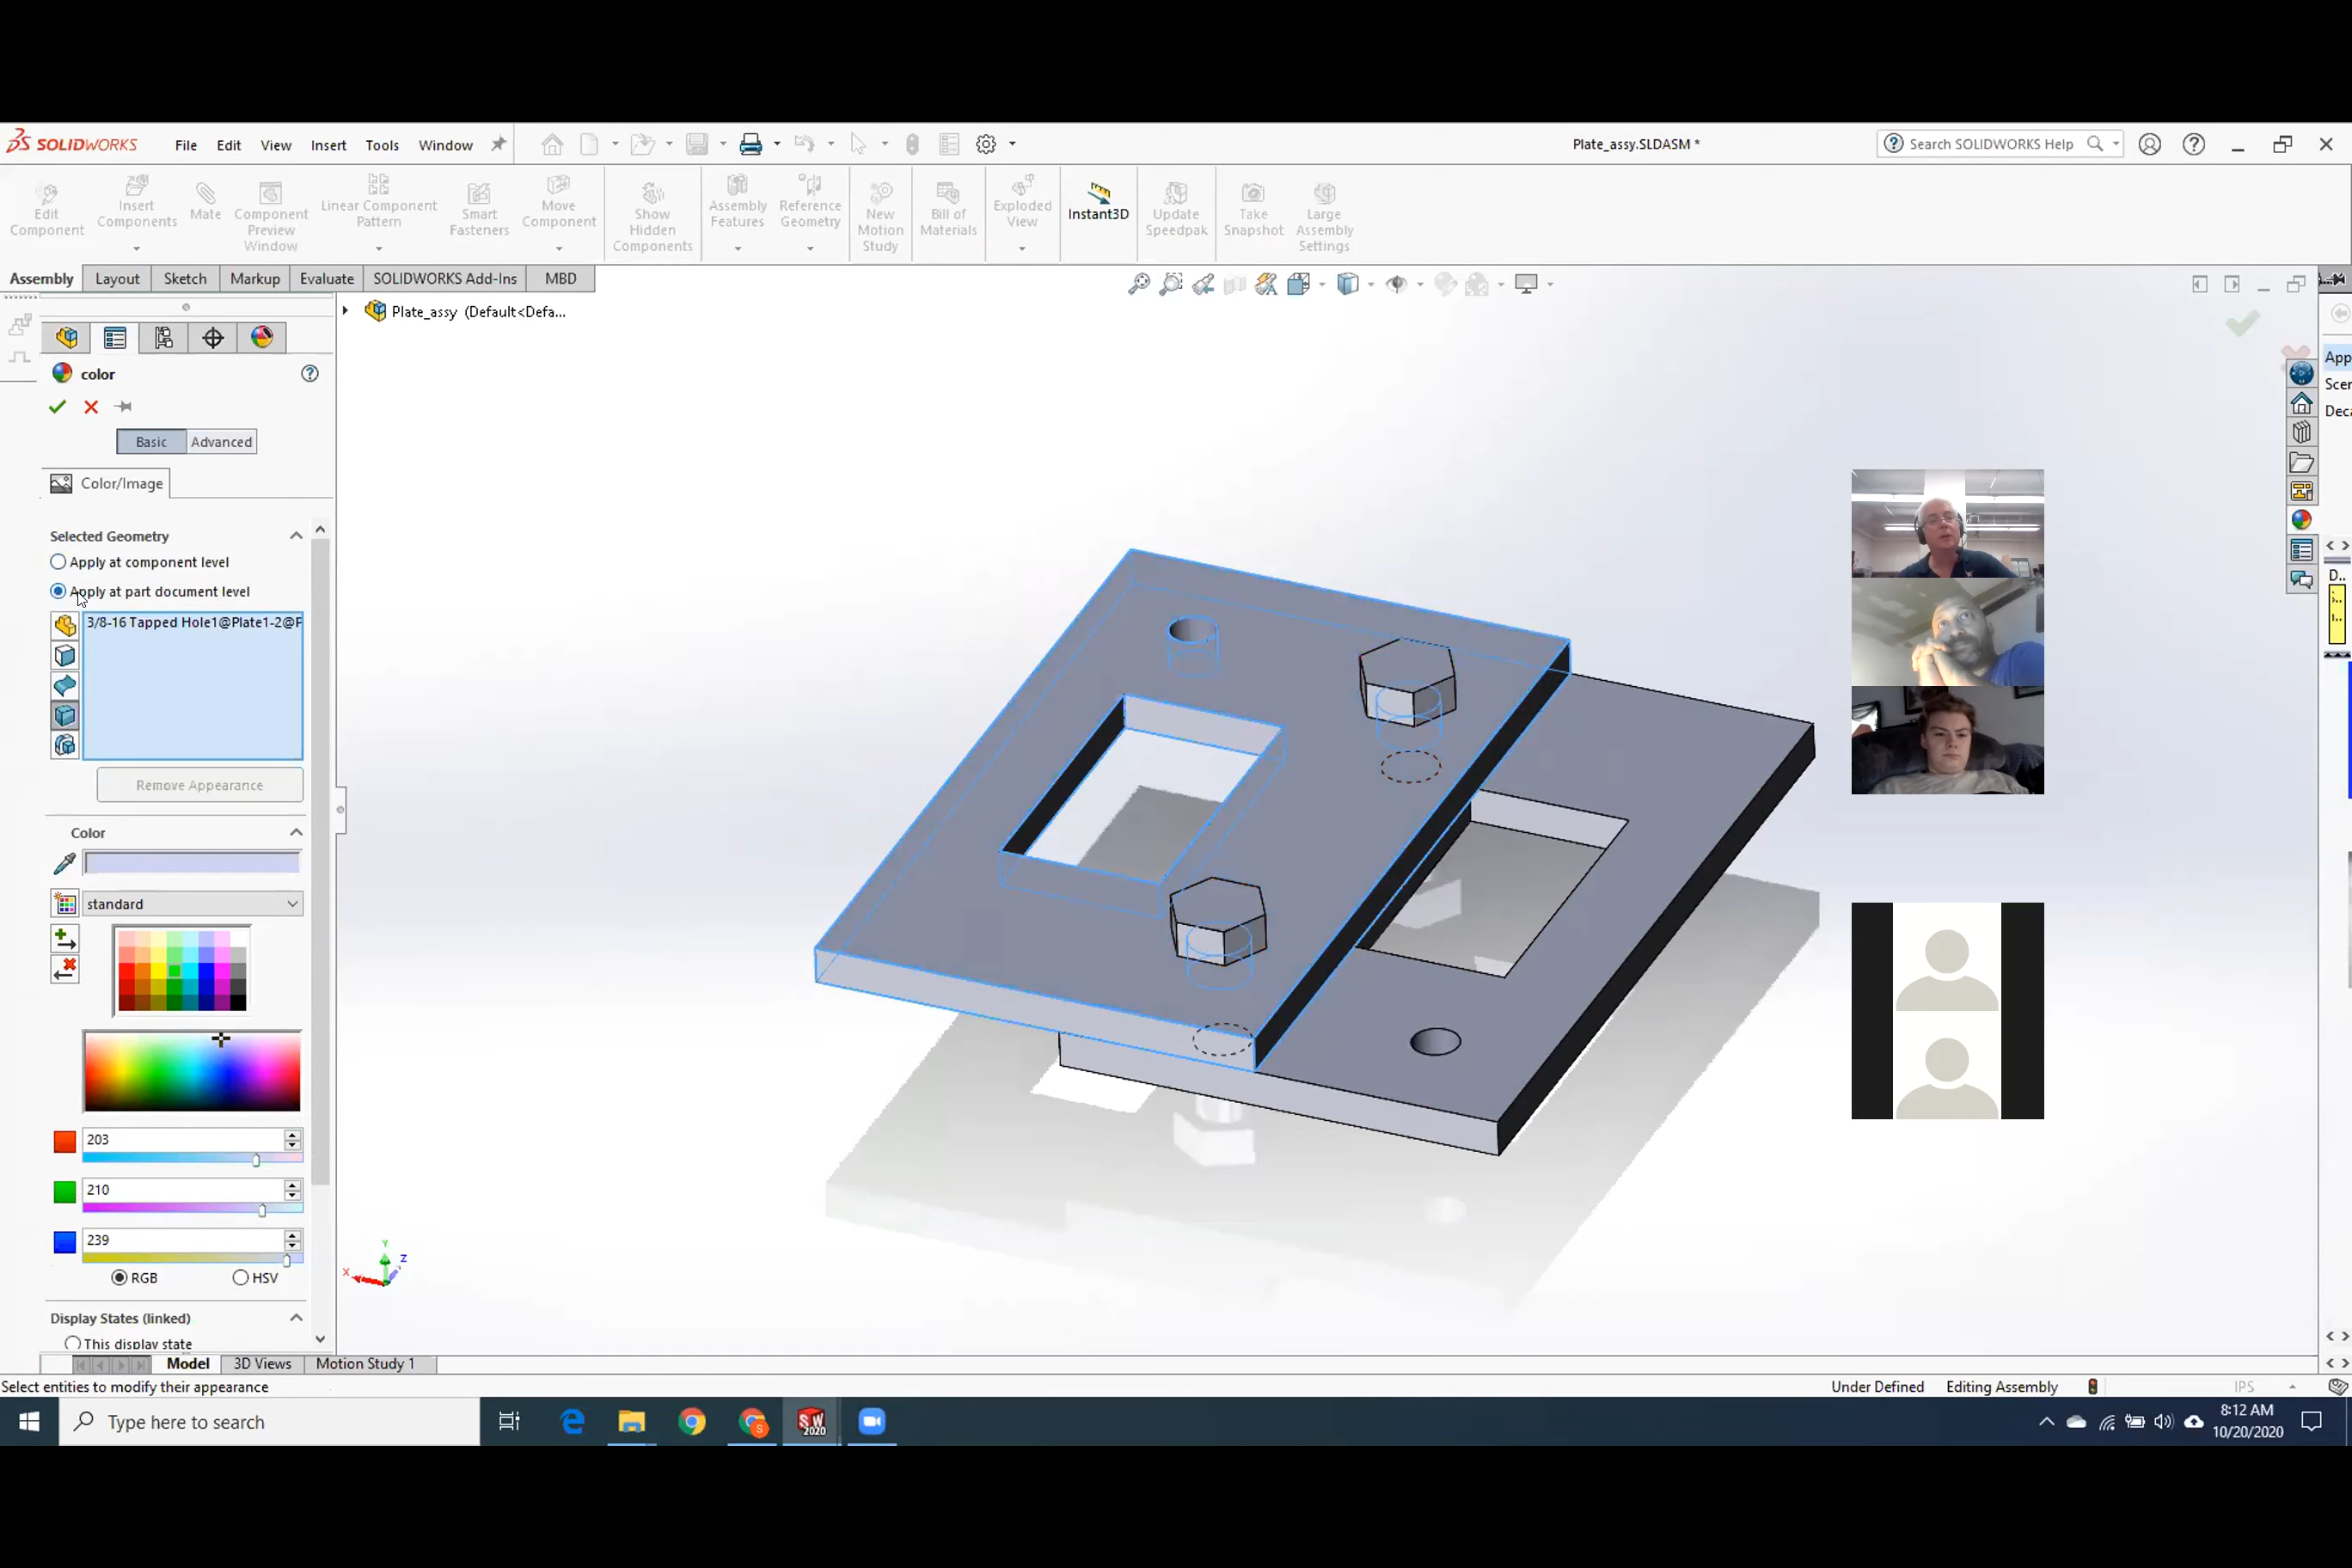 SOLIDWORKS File Edit View Insert Tools Window Plate_assy.SLDASM * Search SOLIDWORKS Help
Edit Component
Insert Components
Mate
Component Preview Window
Linear Component Pattern
Smart Fasteners
Move Component
Show Hidden Components
Assembly Features
Reference Geometry
New Motion Study
Bill of Materials
Exploded View
Instant3D
Update Speedpak
Take Snapshot
Large Assembly Settings
Assembly Layout Sketch Markup Evaluate SOLIDWORKS Add-Ins MBD
Plate_assy (Default<Defa...
color
Basic Advanced
Color/Image
Selected Geometry
Apply at component level
Apply at part document level
3/8-16 Tapped Hole1@Plate1-2@P
Remove Appearance
Color
standard
203
210
239
RGB HSV
Display States (linked)
This display state
Model 3D Views Motion Study 1
Select entities to modify their appearance Under Defined Editing Assembly IPS
App
Scen
Deca
D..
Y
Z
X
Type here to search
SW
2020
8:12 AM
10/20/2020